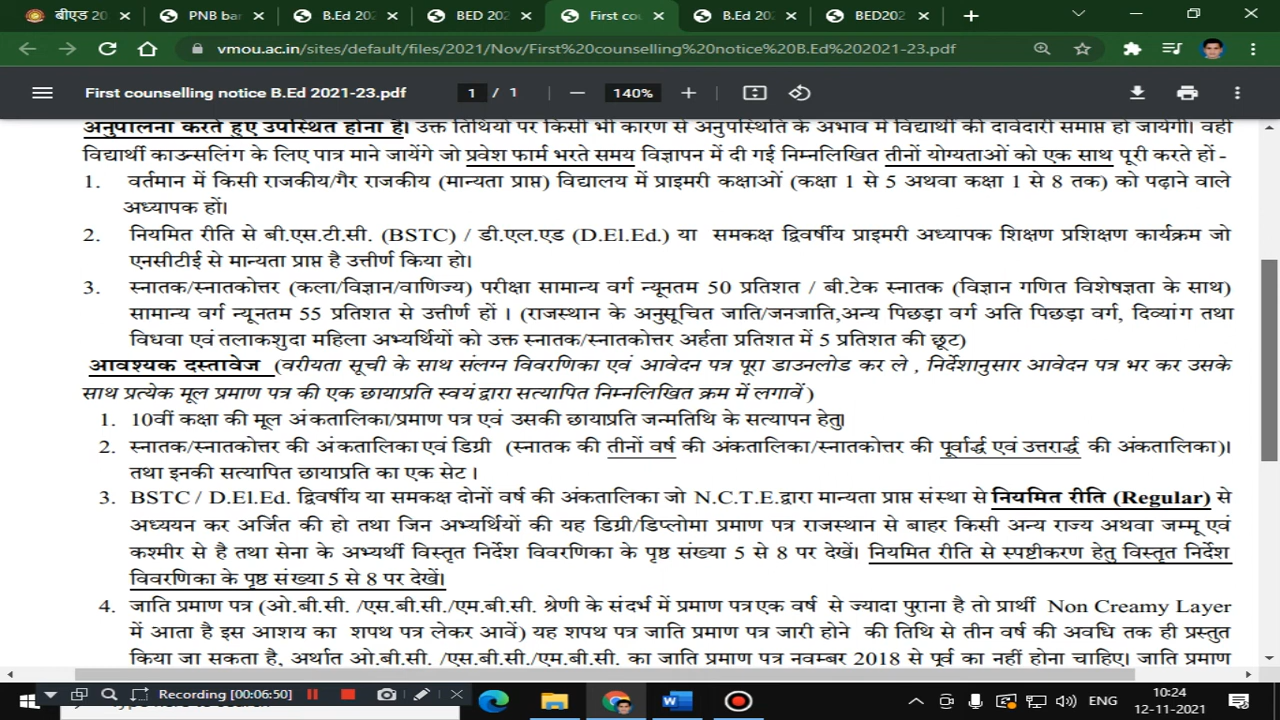 बीएड 20
PNB bar
B.Ed 202
BED 202
First cou
B.Ed 202
BED202
vmou.ac.in/sites/default/files/2021/Nov/First%20counselling%20notice%20B.Ed%202021-23.pdf
First counselling notice B.Ed 2021-23.pdf 1 / 1 140%
अनुपालना करते हुए उपस्थित होना है। उक्त तिथियों पर किसी भी कारण से अनुपस्थिति के अभाव में विद्यार्थी की दावेदारी समाप्त हो जायेगी। वही
विद्यार्थी काउन्सलिंग के लिए पात्र माने जायेंगे जो प्रवेश फार्म भरते समय विज्ञापन में दी गई निम्नलिखित तीनों योग्यताओं को एक साथ पूरी करते हों -
1. वर्तमान में किसी राजकीय/गैर राजकीय (मान्यता प्राप्त) विद्यालय में प्राइमरी कक्षाओं (कक्षा 1 से 5 अथवा कक्षा 1 से 8 तक) को पढ़ाने वाले
अध्यापक हों।
2. नियमित रीति से बी.एस.टी.सी. (BSTC) / डी.एल.एड (D.El.Ed.) या समकक्ष द्विवर्षीय प्राइमरी अध्यापक शिक्षण प्रशिक्षण कार्यक्रम जो
एनसीटीई से मान्यता प्राप्त है उत्तीर्ण किया हो।
3. स्नातक/स्नातकोत्तर (कला/विज्ञान/वाणिज्य) परीक्षा सामान्य वर्ग न्यूनतम 50 प्रतिशत / बी.टेक स्नातक (विज्ञान गणित विशेषज्ञता के साथ)
सामान्य वर्ग न्यूनतम 55 प्रतिशत से उत्तीर्ण हों । (राजस्थान के अनुसूचित जाति/जनजाति,अन्य पिछड़ा वर्ग अति पिछड़ा वर्ग, दिव्यांग तथा
विधवा एवं तलाकशुदा महिला अभ्यर्थियों को उक्त स्नातक/स्नातकोत्तर अर्हता प्रतिशत में 5 प्रतिशत की छूट)
आवश्यक दस्तावेज (वरीयता सूची के साथ संलग्न विवरणिका एवं आवेदन पत्र पूरा डाउनलोड कर ले , निर्देशानुसार आवेदन पत्र भर कर उसके
साथ प्रत्येक मूल प्रमाण पत्र की एक छायाप्रति स्वयं द्वारा सत्यापित निम्नलिखित क्रम में लगावें)
1. 10वीं कक्षा की मूल अंकतालिका/प्रमाण पत्र एवं उसकी छायाप्रति जन्मतिथि के सत्यापन हेतु।
2. स्नातक/स्नातकोत्तर की अंकतालिका एवं डिग्री (स्नातक की तीनों वर्ष की अंकतालिका/स्नातकोत्तर की पूर्वार्द्ध एवं उत्तरार्द्ध की अंकतालिका)।
तथा इनकी सत्यापित छायाप्रति का एक सेट ।
3. BSTC / D.El.Ed. द्विवर्षीय या समकक्ष दोनों वर्ष की अंकतालिका जो N.C.T.E.द्वारा मान्यता प्राप्त संस्था से नियमित रीति (Regular) से
अध्ययन कर अर्जित की हो तथा जिन अभ्यर्थियों की यह डिग्री/डिप्लोमा प्रमाण पत्र राजस्थान से बाहर किसी अन्य राज्य अथवा जम्मू एवं
कश्मीर से है तथा सेना के अभ्यर्थी विस्तृत निर्देश विवरणिका के पृष्ठ संख्या 5 से 8 पर देखें। नियमित रीति से स्पष्टीकरण हेतु विस्तृत निर्देश
विवरणिका के पृष्ठ संख्या 5 से 8 पर देखें।
4. जाति प्रमाण पत्र (ओ.बी.सी. /एस.बी.सी./एम.बी.सी. श्रेणी के संदर्भ में प्रमाण पत्र एक वर्ष से ज्यादा पुराना है तो प्रार्थी Non Creamy Layer
में आता है इस आशय का शपथ पत्र लेकर आवें) यह शपथ पत्र जाति प्रमाण पत्र जारी होने की तिथि से तीन वर्ष की अवधि तक ही प्रस्तुत
किया जा सकता है, अर्थात ओ.बी.सी. /एस.बी.सी./एम.बी.सी. का जाति प्रमाण पत्र नवम्बर 2018 से पूर्व का नहीं होना चाहिए। जाति प्रमाण
Recording [00:06:50]
ENG
10:24
12-11-2021